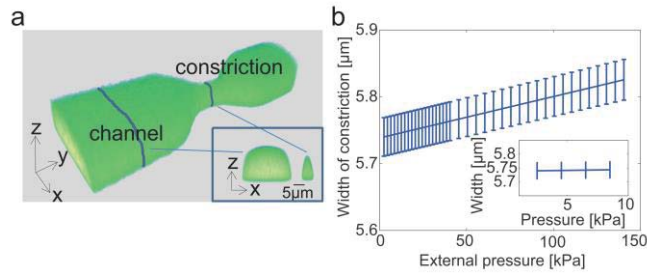 a
constriction
channel
z
y
x
z
x
5µm
b
Width of constriction [µm]
5.9
5.8
5.7
5.6
0
50
100
150
External pressure [kPa]
Width [µm]
5.8
5.75
5.7
5
10
Pressure [kPa]